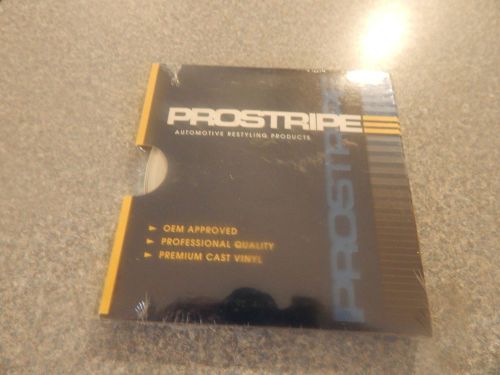 PROSTRIPE
AUTOMOTIVE RESTYLING PRODUCTS
PROSTRIPE
► OEM APPROVED
► PROFESSIONAL QUALITY
► PREMIUM CAST VINYL